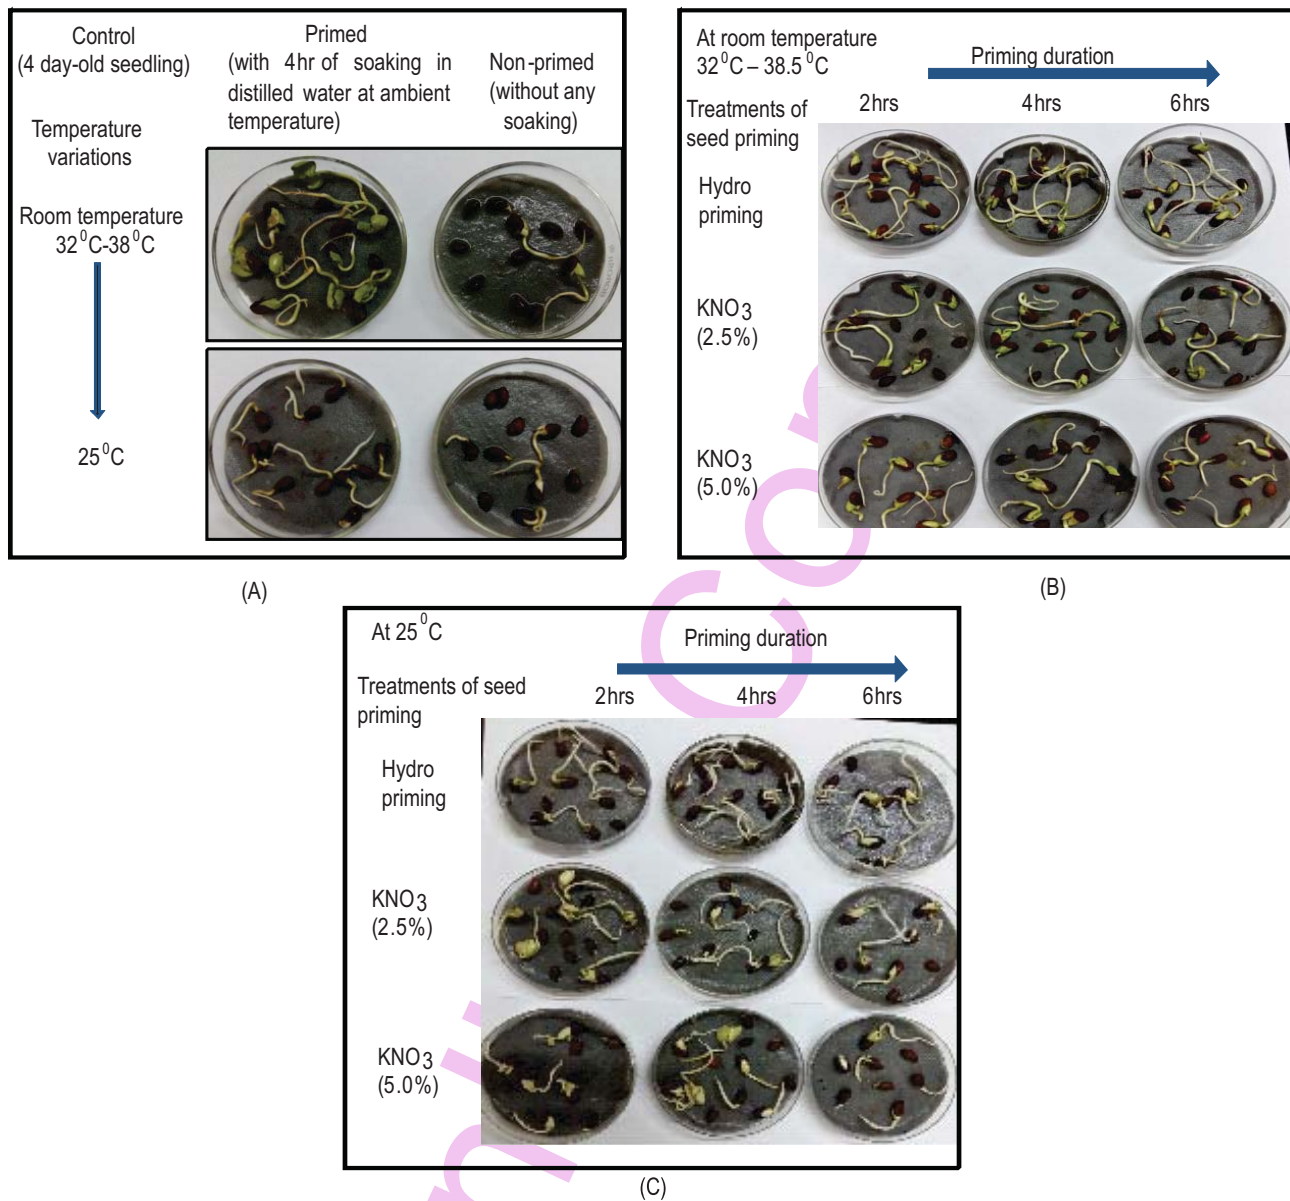 Control
(4 day-old seedling)
Primed
(with 4hr of soaking in
distilled water at ambient
temperature)
Non-primed
(without any
soaking)
Temperature
variations
Room temperature
32⁰C-38⁰C
25⁰C
(A)
At room temperature
32⁰C – 38.5⁰C
Priming duration
Treatments of
seed priming
2hrs 4hrs 6hrs
Hydro
priming
KNO3
(2.5%)
KNO3
(5.0%)
(B)
At 25⁰C
Priming duration
Treatments of seed
priming
2hrs 4hrs 6hrs
Hydro
priming
KNO3
(2.5%)
KNO3
(5.0%)
(C)